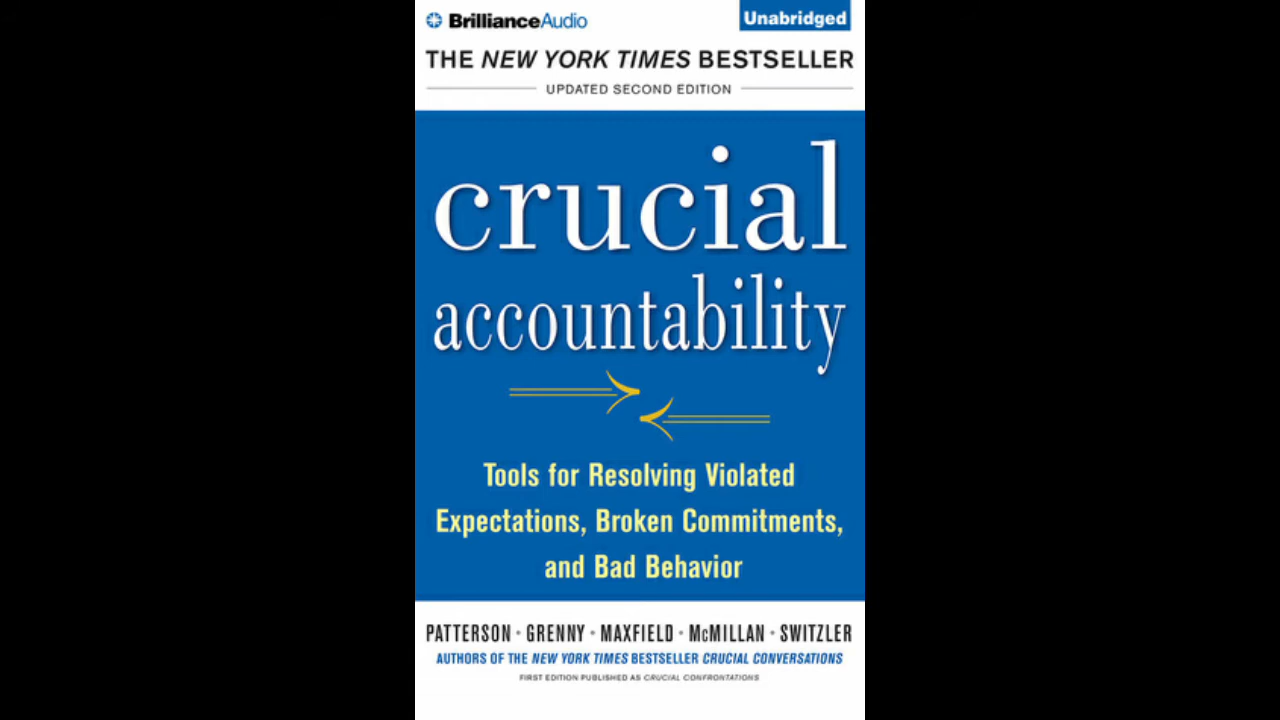 BrillianceAudio
Unabridged
THE NEW YORK TIMES BESTSELLER
UPDATED SECOND EDITION
crucial
accountability
Tools for Resolving Violated
Expectations, Broken Commitments,
and Bad Behavior
PATTERSON • GRENNY • MAXFIELD • McMILLAN • SWITZLER
AUTHORS OF THE NEW YORK TIMES BESTSELLER CRUCIAL CONVERSATIONS
FIRST EDITION PUBLISHED AS CRUCIAL CONFRONTATIONS